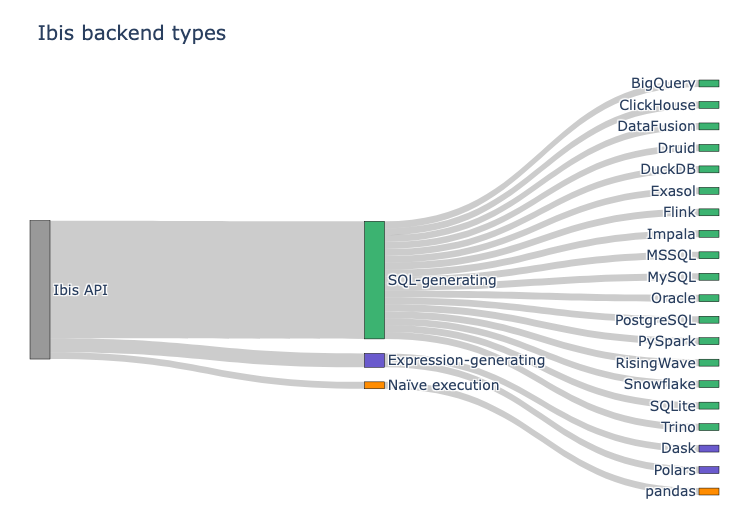 Ibis backend types
Ibis API
SQL-generating
Expression-generating
Naïve execution
BigQuery
ClickHouse
DataFusion
Druid
DuckDB
Exasol
Flink
Impala
MSSQL
MySQL
Oracle
PostgreSQL
PySpark
RisingWave
Snowflake
SQLite
Trino
Dask
Polars
pandas